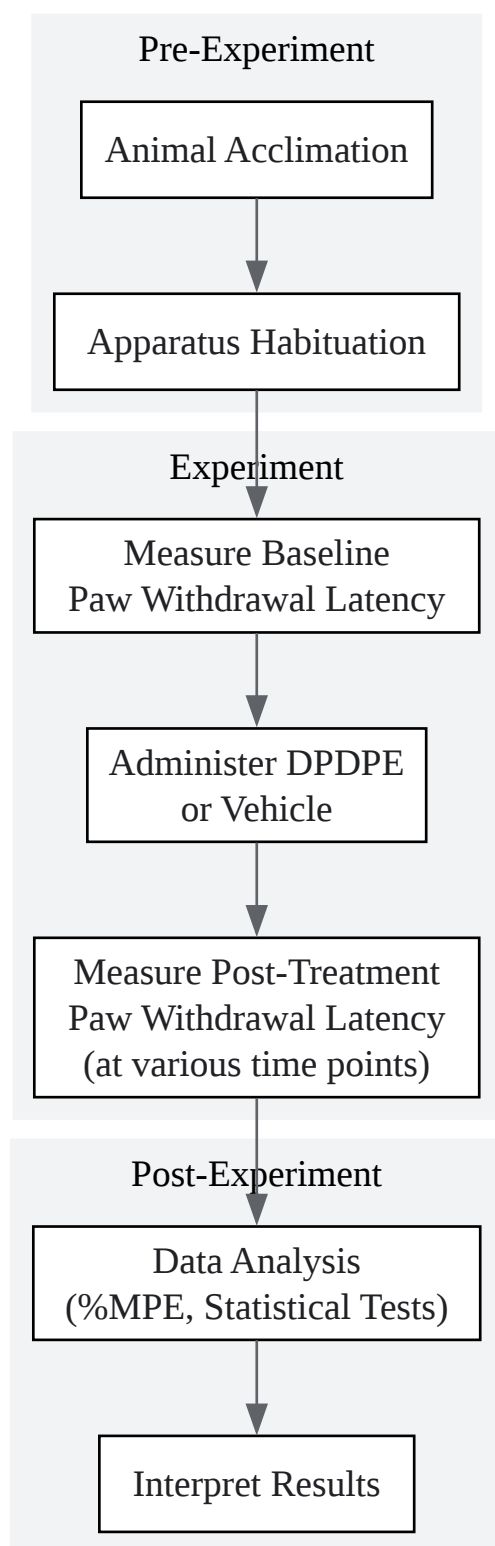 Pre-Experiment
Animal Acclimation
Apparatus Habituation
Experiment
Measure Baseline
Paw Withdrawal Latency
Administer DPDPE
or Vehicle
Measure Post-Treatment
Paw Withdrawal Latency
(at various time points)
Post-Experiment
Data Analysis
(%MPE, Statistical Tests)
Interpret Results